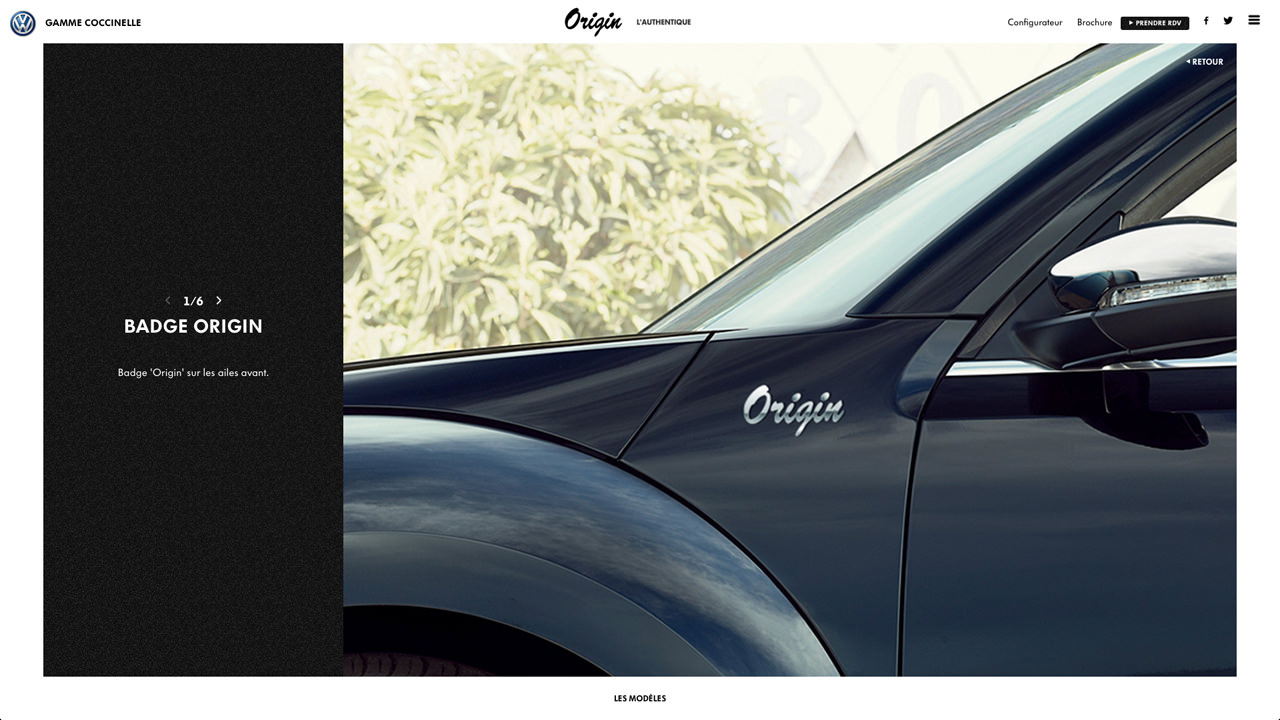 GAMME COCCINELLE
Origin L'AUTHENTIQUE
Configurateur Brochure PRENDRE RDV
RETOUR
1/6
BADGE ORIGIN
Badge 'Origin' sur les ailes avant.
Origin
LES MODÈLES